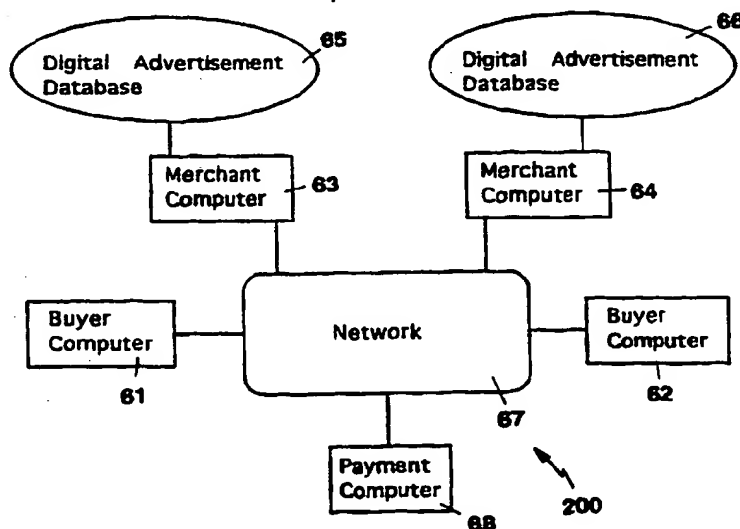 65
66
Digital Advertisement
Database
Digital Advertisement
Database
Merchant
Computer
63
Merchant
Computer
64
Buyer
Computer
61
Network
67
Buyer
Computer
62
Payment
Computer
68
200